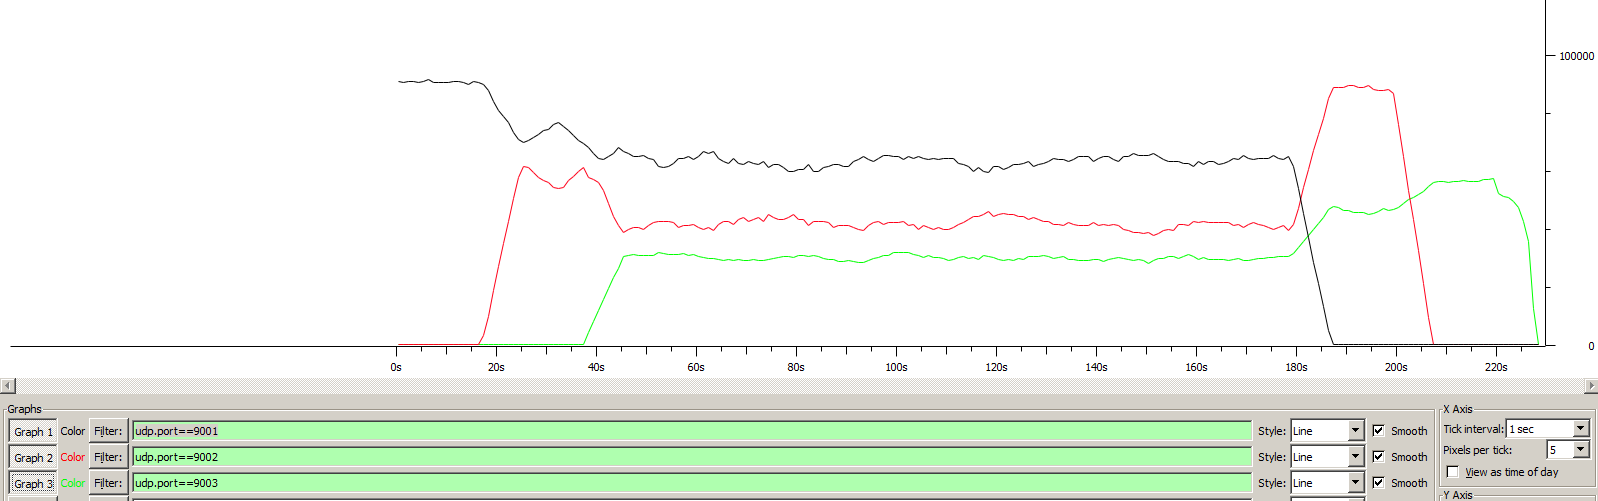 100000
0
0s 20s 40s 60s 80s 100s 120s 140s 160s 180s 200s 220s
Graphs
Graph 1 Color Filter: udp.port==9001 Style: Line Smooth
Graph 2 Color Filter: udp.port==9002 Style: Line Smooth
Graph 3 Color Filter: udp.port==9003 Style: Line Smooth
X Axis
Tick interval: 1 sec
Pixels per tick: 5
View as time of day
Y Axis